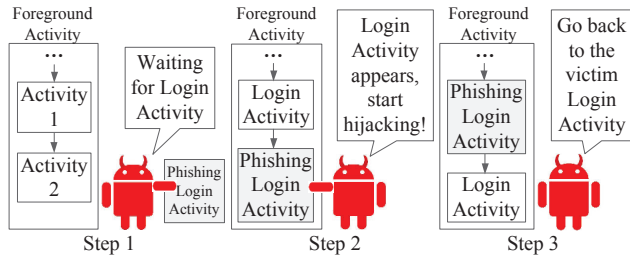 Foreground
Activity
...
Activity
1
Activity
2
Waiting
for Login
Activity
Phishing
Login
Activity
Step 1
Foreground
Activity
...
Login
Activity
Phishing
Login
Activity
Login
Activity
appears,
start
hijacking!
Step 2
Foreground
Activity
...
Phishing
Login
Activity
Login
Activity
Go back
to the
victim
Login
Activity
Step 3